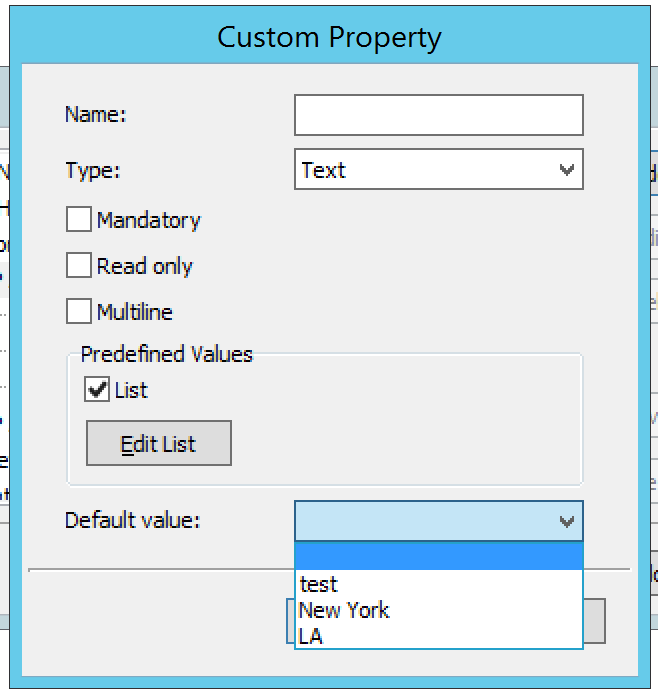 Custom Property
Name:
Type: Text
Mandatory
Read only
Multiline
Predefined Values
List
Edit List
Default value:
test
New York
LA